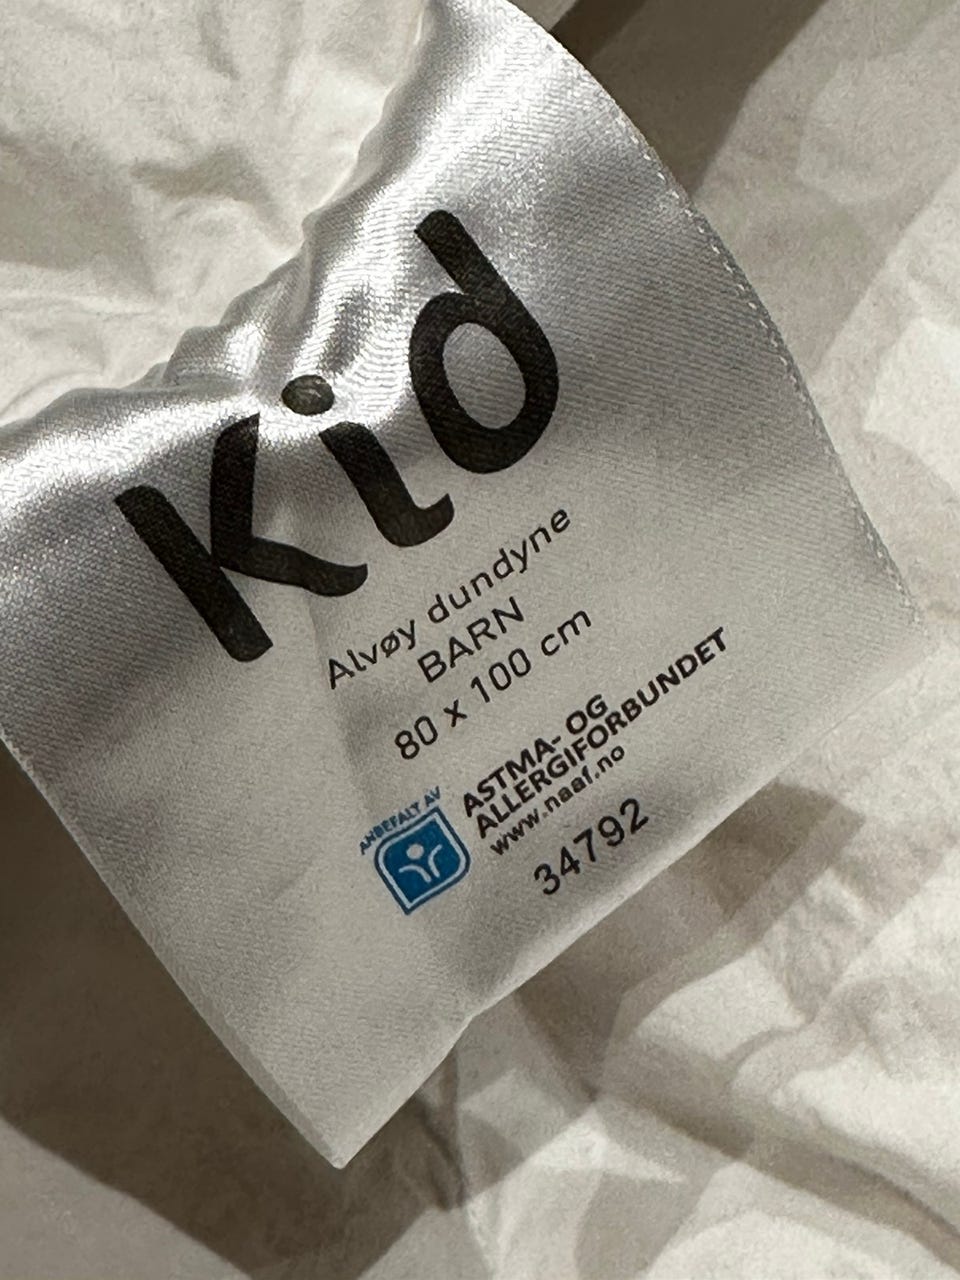 Kid
Alvøy dundyne
BARN
80 x 100 cm
ANBEFALT AV
ASTMA- OG
ALLERGIFORBUNDET
www.naaf.no
34792